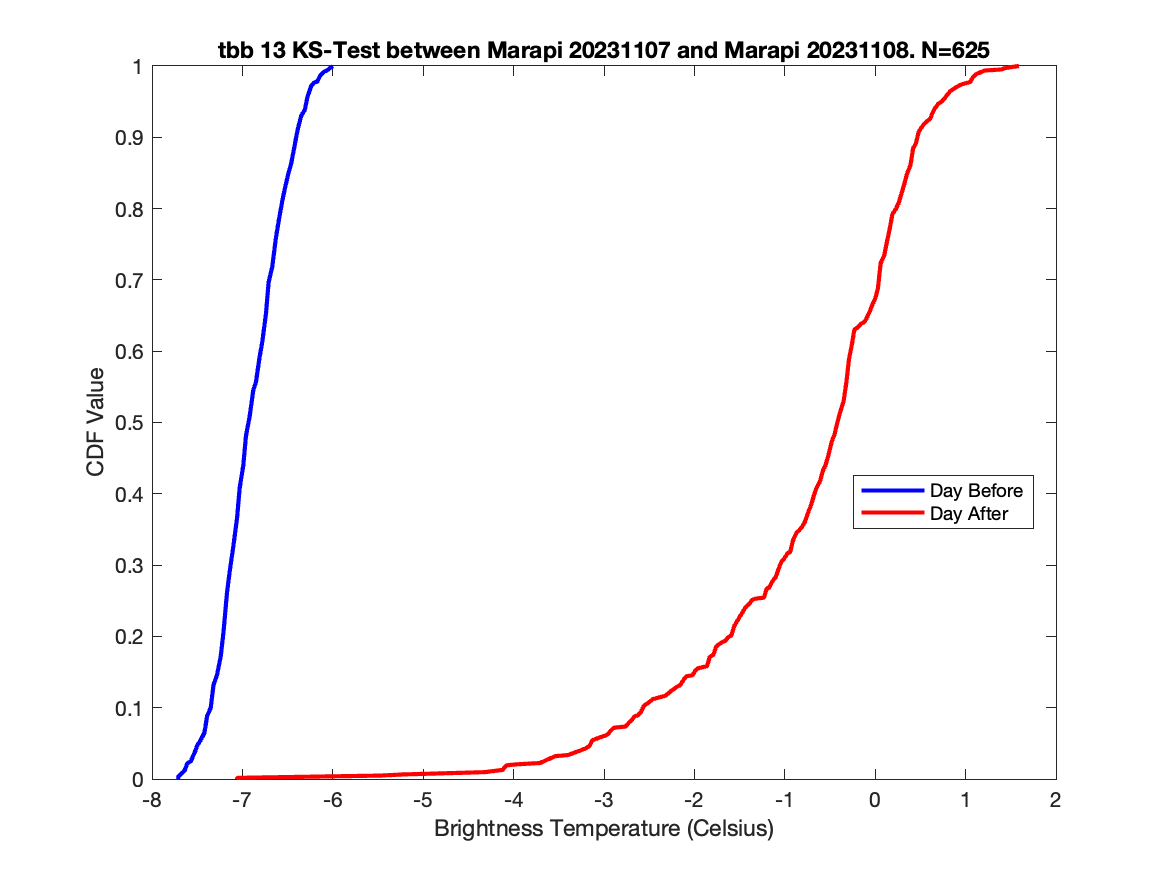 tbb 13 KS-Test between Marapi 20231107 and Marapi 20231108. N=625
1
0.9
0.8
0.7
0.6
0.5
0.4
0.3
0.2
0.1
0
CDF Value
Day Before
Day After
-8 -7 -6 -5 -4 -3 -2 -1 0 1 2
Brightness Temperature (Celsius)